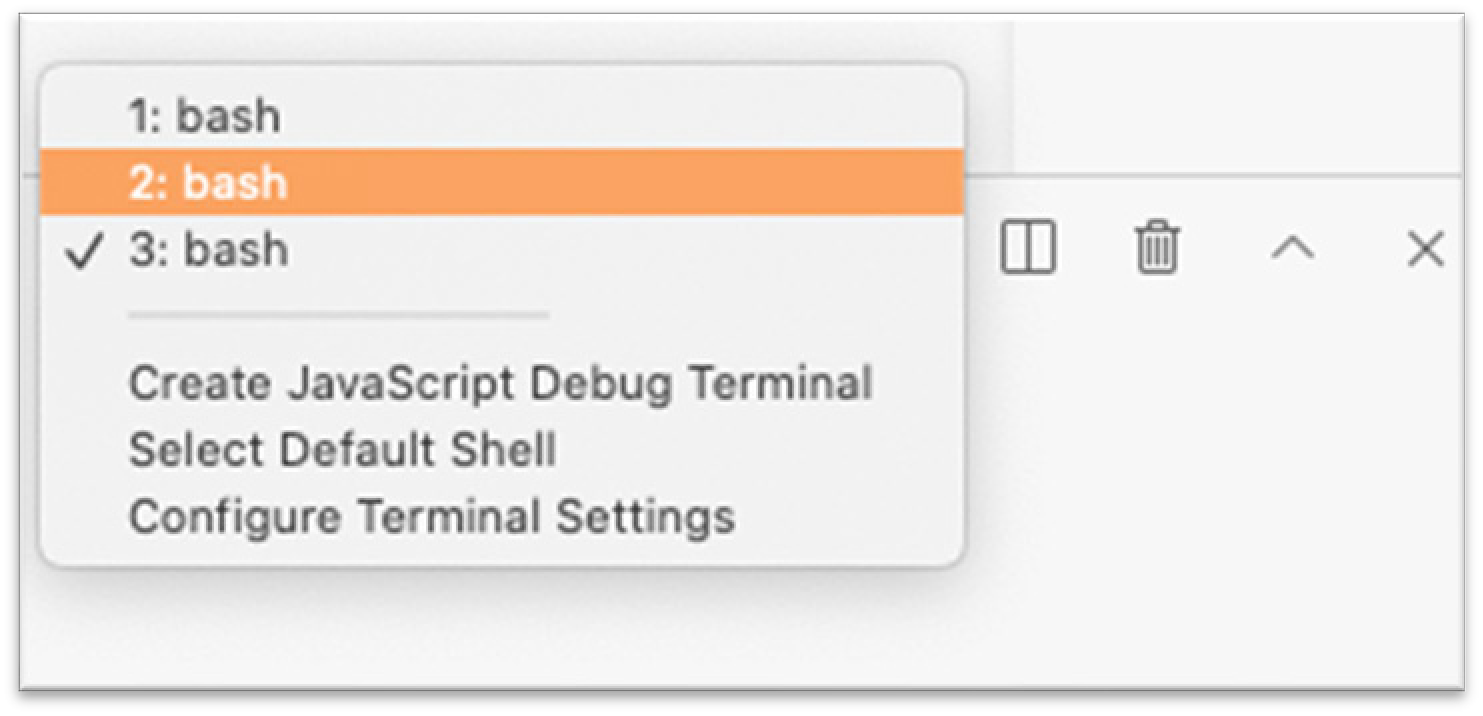 1: bash
2: bash
3: bash
Create JavaScript Debug Terminal
Select Default Shell
Configure Terminal Settings